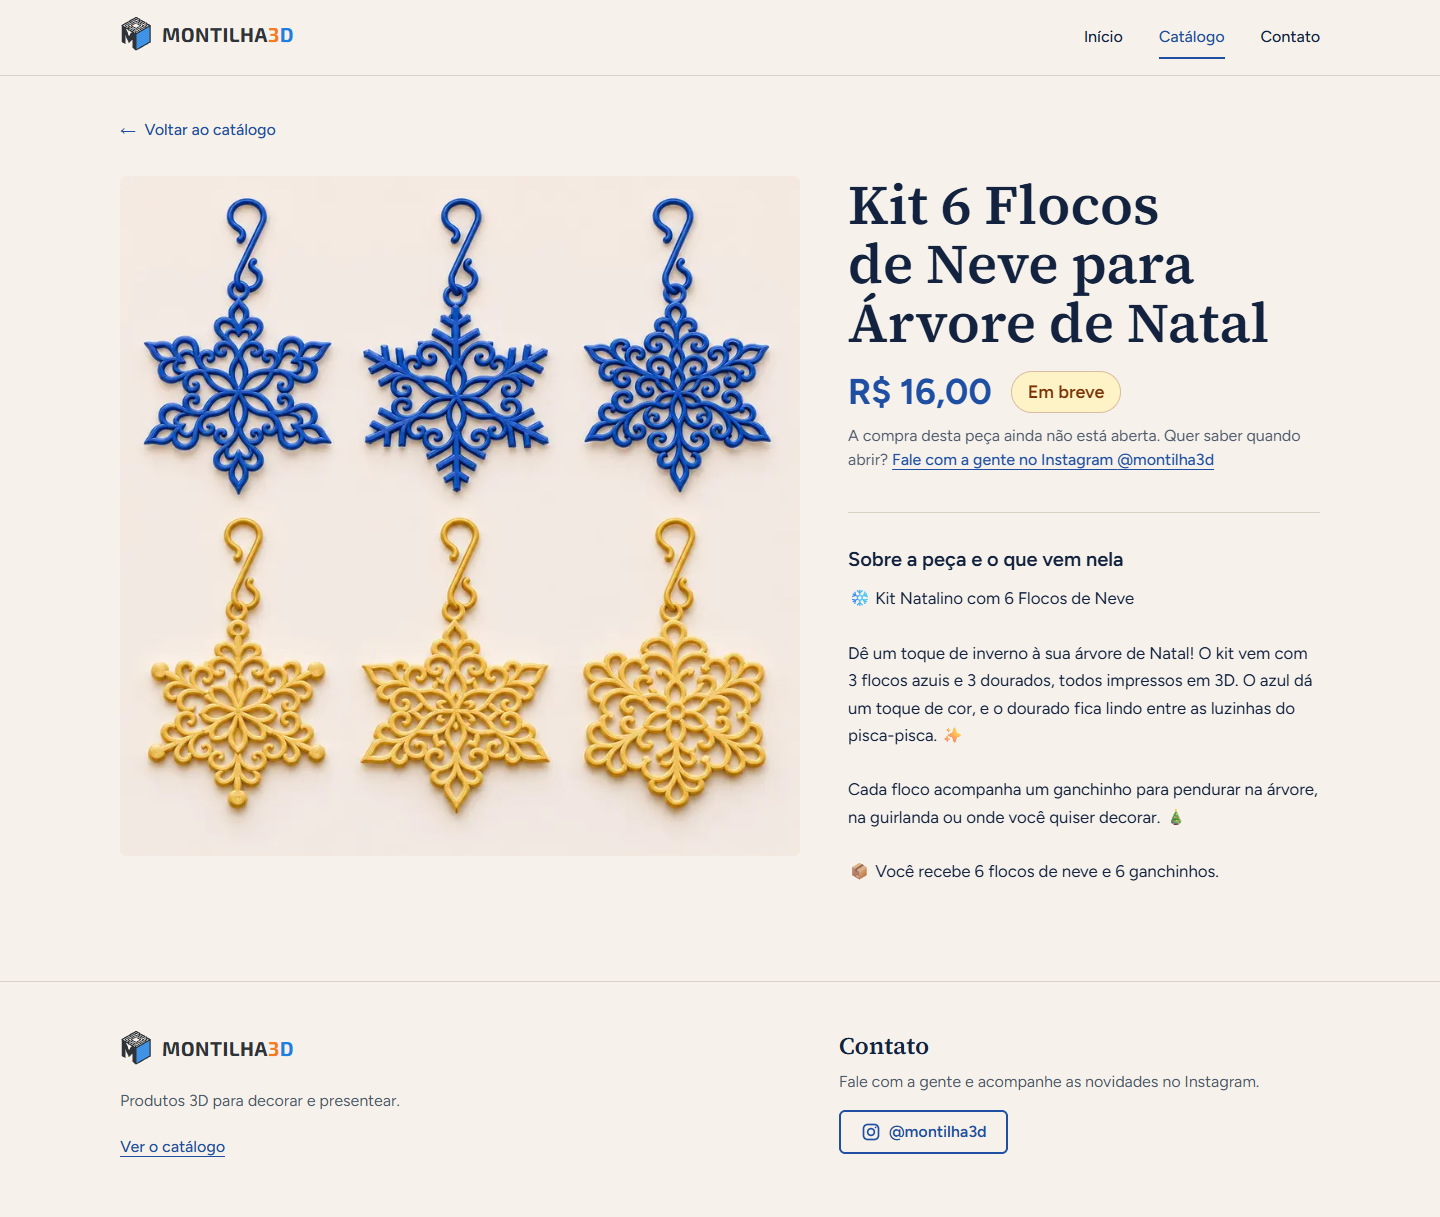 MONTILHA3D
Início
Catálogo
Contato
← Voltar ao catálogo
Kit 6 Flocos
de Neve para
Árvore de Natal
R$ 16,00
Em breve
A compra desta peça ainda não está aberta. Quer saber quando
abrir? Fale com a gente no Instagram @montilha3d
Sobre a peça e o que vem nela
❄️ Kit Natalino com 6 Flocos de Neve
Dê um toque de inverno à sua árvore de Natal! O kit vem com
3 flocos azuis e 3 dourados, todos impressos em 3D. O azul dá
um toque de cor, e o dourado fica lindo entre as luzinhas do
pisca-pisca. ✨
Cada floco acompanha um ganchinho para pendurar na árvore,
na guirlanda ou onde você quiser decorar. 🎄
📦 Você recebe 6 flocos de neve e 6 ganchinhos.
MONTILHA3D
Produtos 3D para decorar e presentear.
Ver o catálogo
Contato
Fale com a gente e acompanhe as novidades no Instagram.
@montilha3d